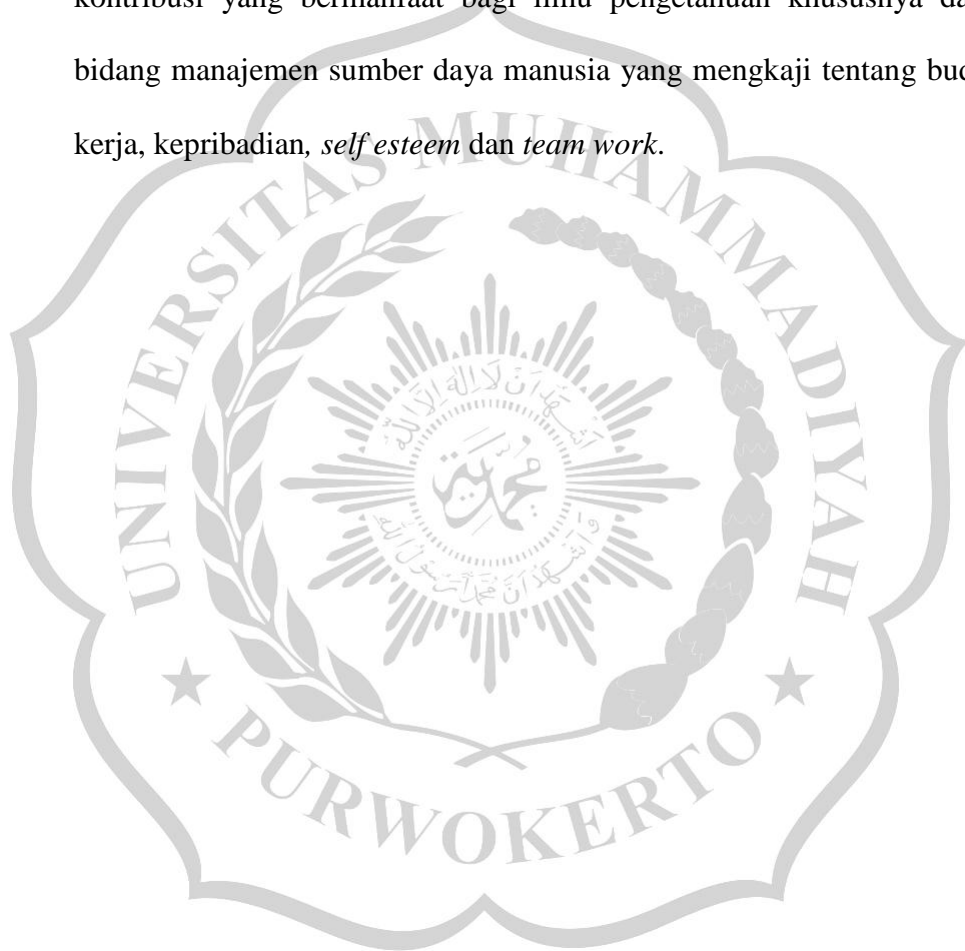 kontribusi yang bermanfaat bagi ilmu pengetahuan khususnya
bidang manajemen sumber daya manusia yang mengkaji tentang
kerja, kepribadian, self esteem dan team work.
UNIVERSITAS MUHAMMADIYAH
★ PURWOKERTO ★